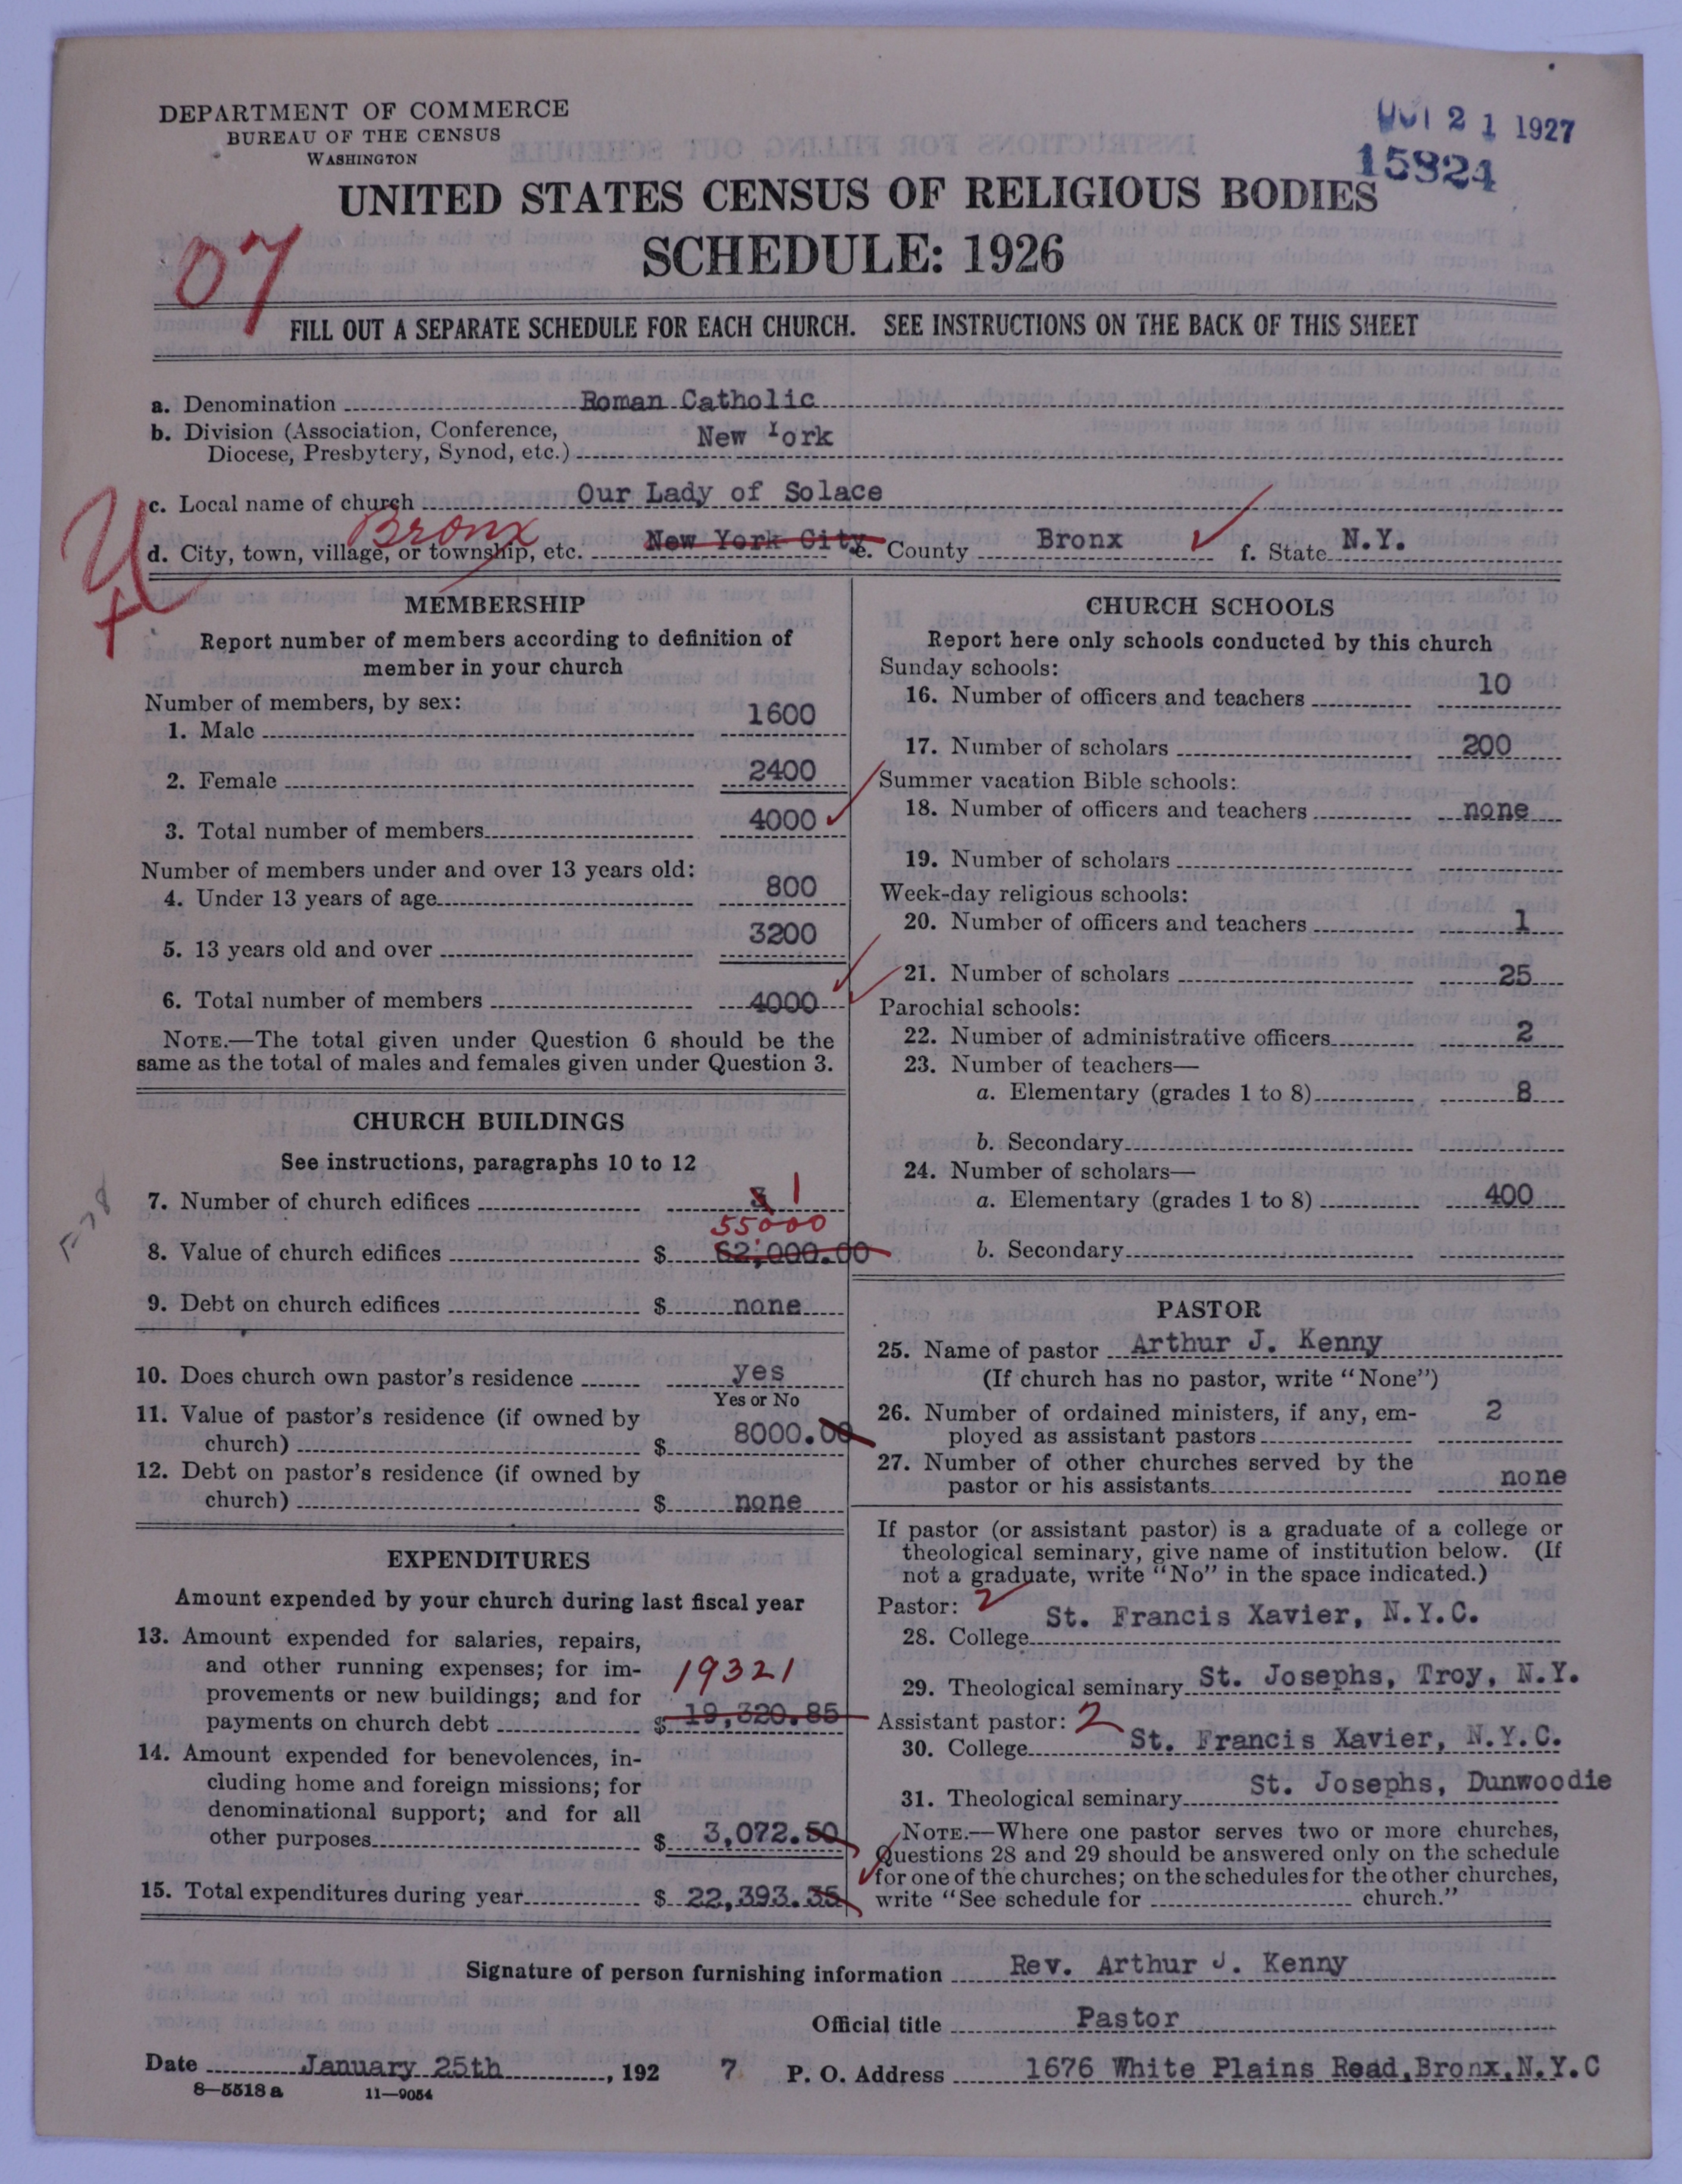 DEPARTMENT OF COMMERCE
BUREAU OF THE CENSUS
WASHINGTON
OCT 21 1927
15824
UNITED STATES CENSUS OF RELIGIOUS BODIES
SCHEDULE: 1926
07
FILL OUT A SEPARATE SCHEDULE FOR EACH CHURCH. SEE INSTRUCTIONS ON THE BACK OF THIS SHEET
a. Denomination Roman Catholic
b. Division (Association, Conference,
Diocese, Presbytery, Synod, etc.) New York
c. Local name of church Our Lady of Solace
Bronx
d. City, town, village, or township, etc. New York City e. County Bronx f. State N.Y.
MEMBERSHIP
Report number of members according to definition of
member in your church
Number of members, by sex:
1. Male 1600
2. Female 2400
3. Total number of members 4000
Number of members under and over 13 years old:
4. Under 13 years of age 800
5. 13 years old and over 3200
6. Total number of members 4000
NOTE.—The total given under Question 6 should be the
same as the total of males and females given under Question 3.
CHURCH BUILDINGS
See instructions, paragraphs 10 to 12
7. Number of church edifices 1
55000
8. Value of church edifices $ 62,000.00
9. Debt on church edifices $ none
10. Does church own pastor's residence yes
Yes or No
11. Value of pastor's residence (if owned by
church) $ 8000.00
12. Debt on pastor's residence (if owned by
church) $ none
EXPENDITURES
Amount expended by your church during last fiscal year
13. Amount expended for salaries, repairs,
and other running expenses; for im-
provements or new buildings; and for 19321
payments on church debt $ 19,320.85
14. Amount expended for benevolences, in-
cluding home and foreign missions; for
denominational support; and for all
other purposes $ 3,072.50
15. Total expenditures during year $ 22,393.35
CHURCH SCHOOLS
Report here only schools conducted by this church
Sunday schools:
16. Number of officers and teachers 10
17. Number of scholars 200
Summer vacation Bible schools:
18. Number of officers and teachers none
19. Number of scholars
Week-day religious schools:
20. Number of officers and teachers 1
21. Number of scholars 25
Parochial schools:
22. Number of administrative officers 2
23. Number of teachers—
a. Elementary (grades 1 to 8) 8
b. Secondary
24. Number of scholars—
a. Elementary (grades 1 to 8) 400
b. Secondary
PASTOR
25. Name of pastor Arthur J. Kenny
(If church has no pastor, write "None")
26. Number of ordained ministers, if any, em-
ployed as assistant pastors 2
27. Number of other churches served by the
pastor or his assistants none
If pastor (or assistant pastor) is a graduate of a college or
theological seminary, give name of institution below. (If
not a graduate, write "No" in the space indicated.)
Pastor: 2
28. College St. Francis Xavier, N.Y.C.
29. Theological seminary St. Josephs, Troy, N.Y.
Assistant pastor: 2
30. College St. Francis Xavier, N.Y.C.
31. Theological seminary St. Josephs, Dunwoodie
NOTE.—Where one pastor serves two or more churches,
Questions 28 and 29 should be answered only on the schedule
for one of the churches; on the schedules for the other churches,
write "See schedule for church."
Signature of person furnishing information Rev. Arthur J. Kenny
Official title Pastor
Date January 25th, 192 7 P. O. Address 1676 White Plains Road, Bronx, N.Y.C
8—5518 a 11—9054